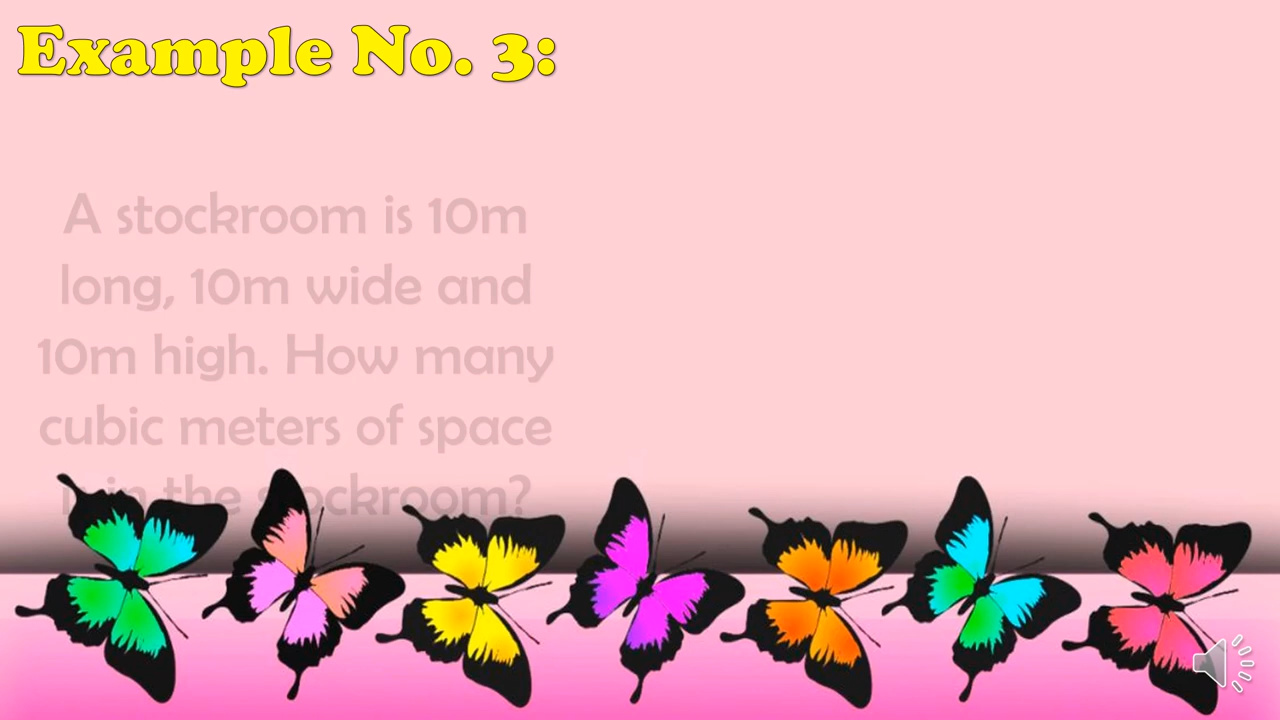 Example No. 3:
A stockroom is 10m
long, 10m wide and
10m high. How many
cubic meters of space
in the stockroom?